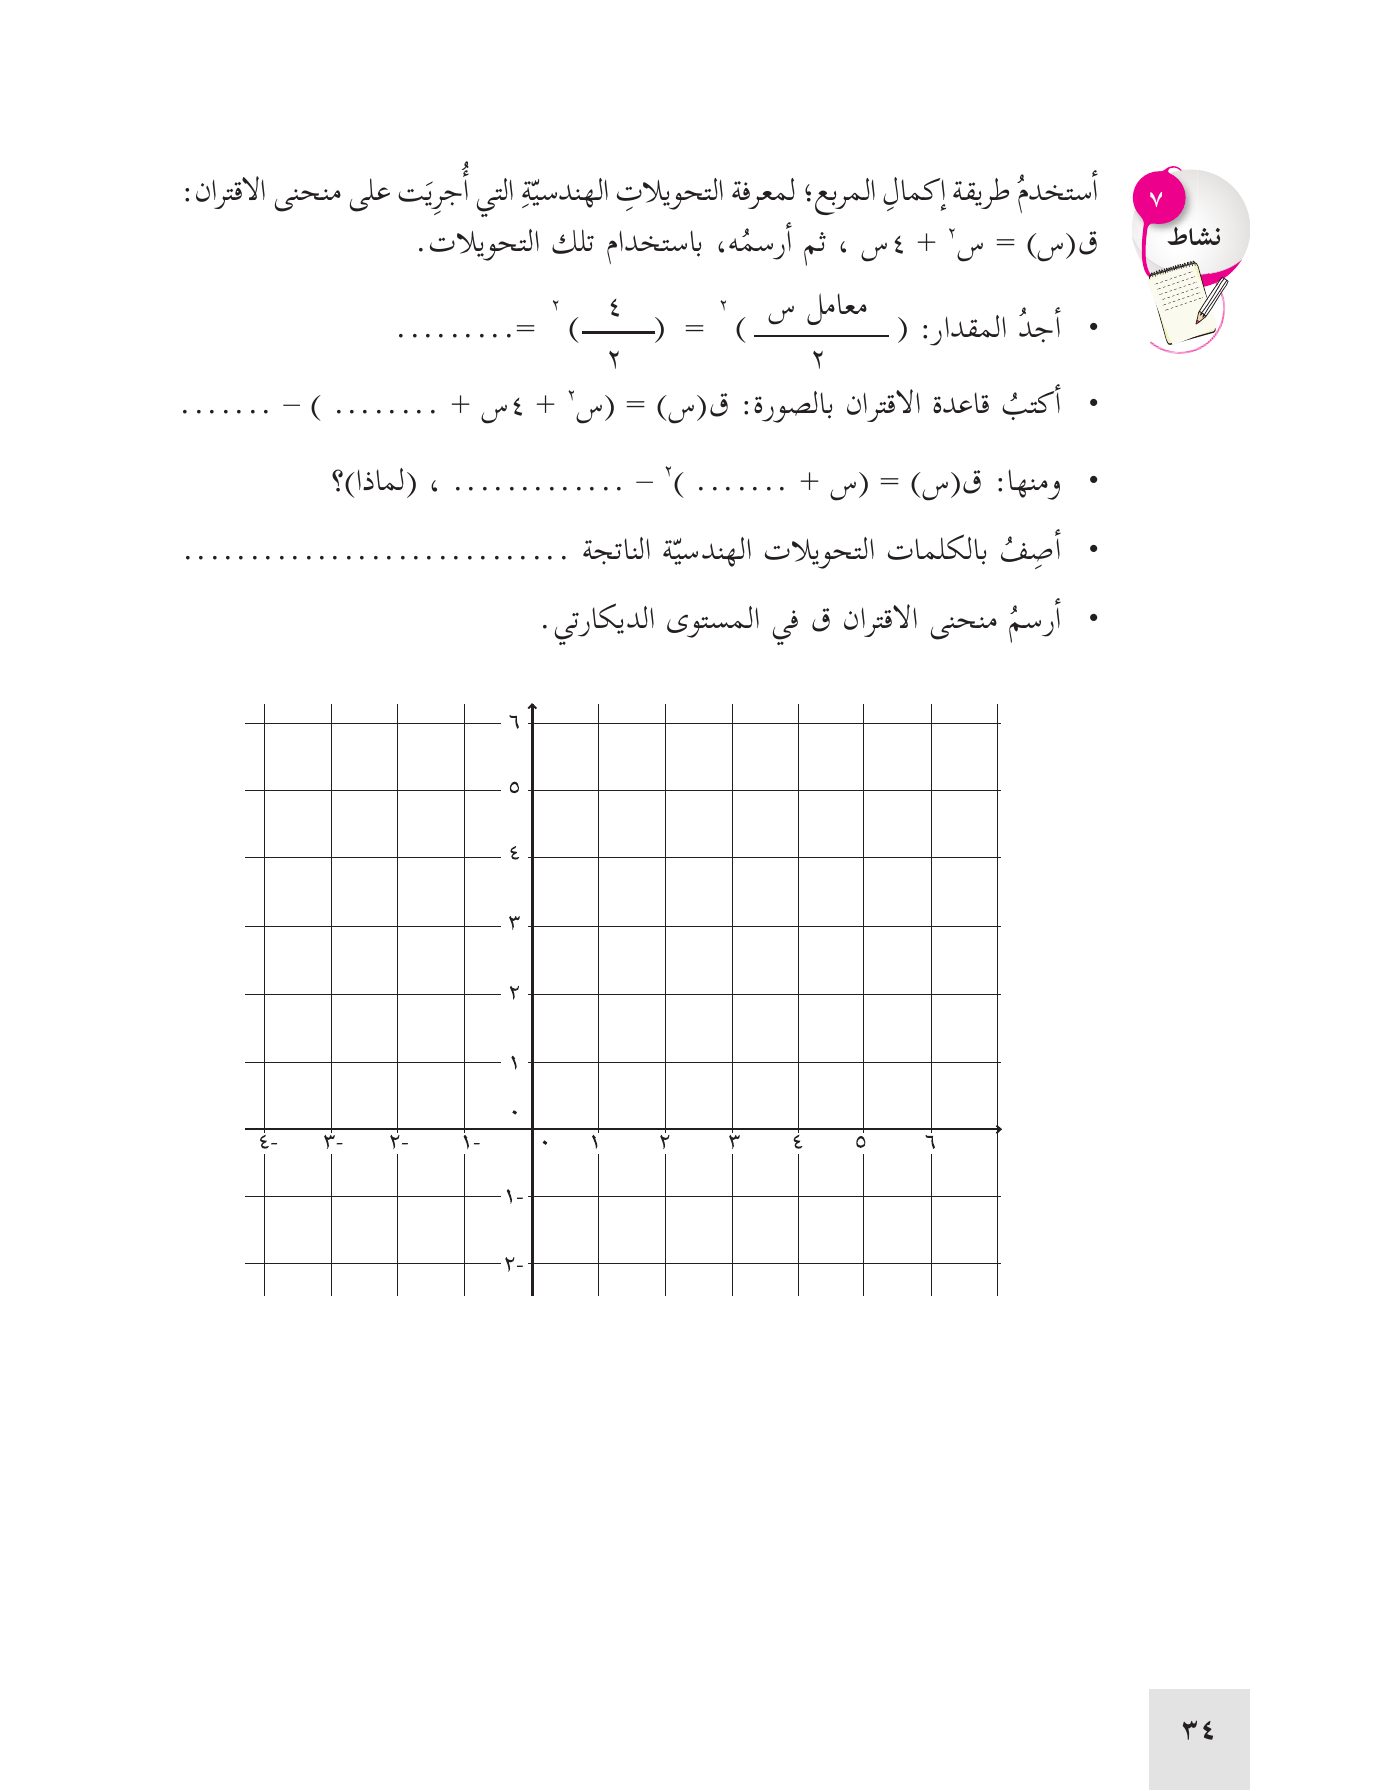 ٧
نشاط
أستخدمُ طريقة إكمالِ المربع؛ لمعرفة التحويلاتِ الهندسيّةِ التي أُجرِيَت على منحنى الاقتران:
ق(س) = س٢ + ٤س ، ثم أرسمُه، باستخدام تلك التحويلات.
• أجدُ المقدار: (معامل س / ٢)٢ = (٤ / ٢)٢ =.........
• أكتبُ قاعدة الاقتران بالصورة: ق(س) = (س٢ + ٤س + ........ ) – .......
• ومنها: ق(س) = (س + ....... )٢ – ............. ، (لماذا)؟
• أصِفُ بالكلمات التحويلات الهندسيّة الناتجة .............................
• أرسمُ منحنى الاقتران ق في المستوى الديكارتي.
٦
٥
٤
٣
٢
١
٠
-٤ -٣ -٢ -١ ٠ ١ ٢ ٣ ٤ ٥ ٦
-١
-٢
٣٤